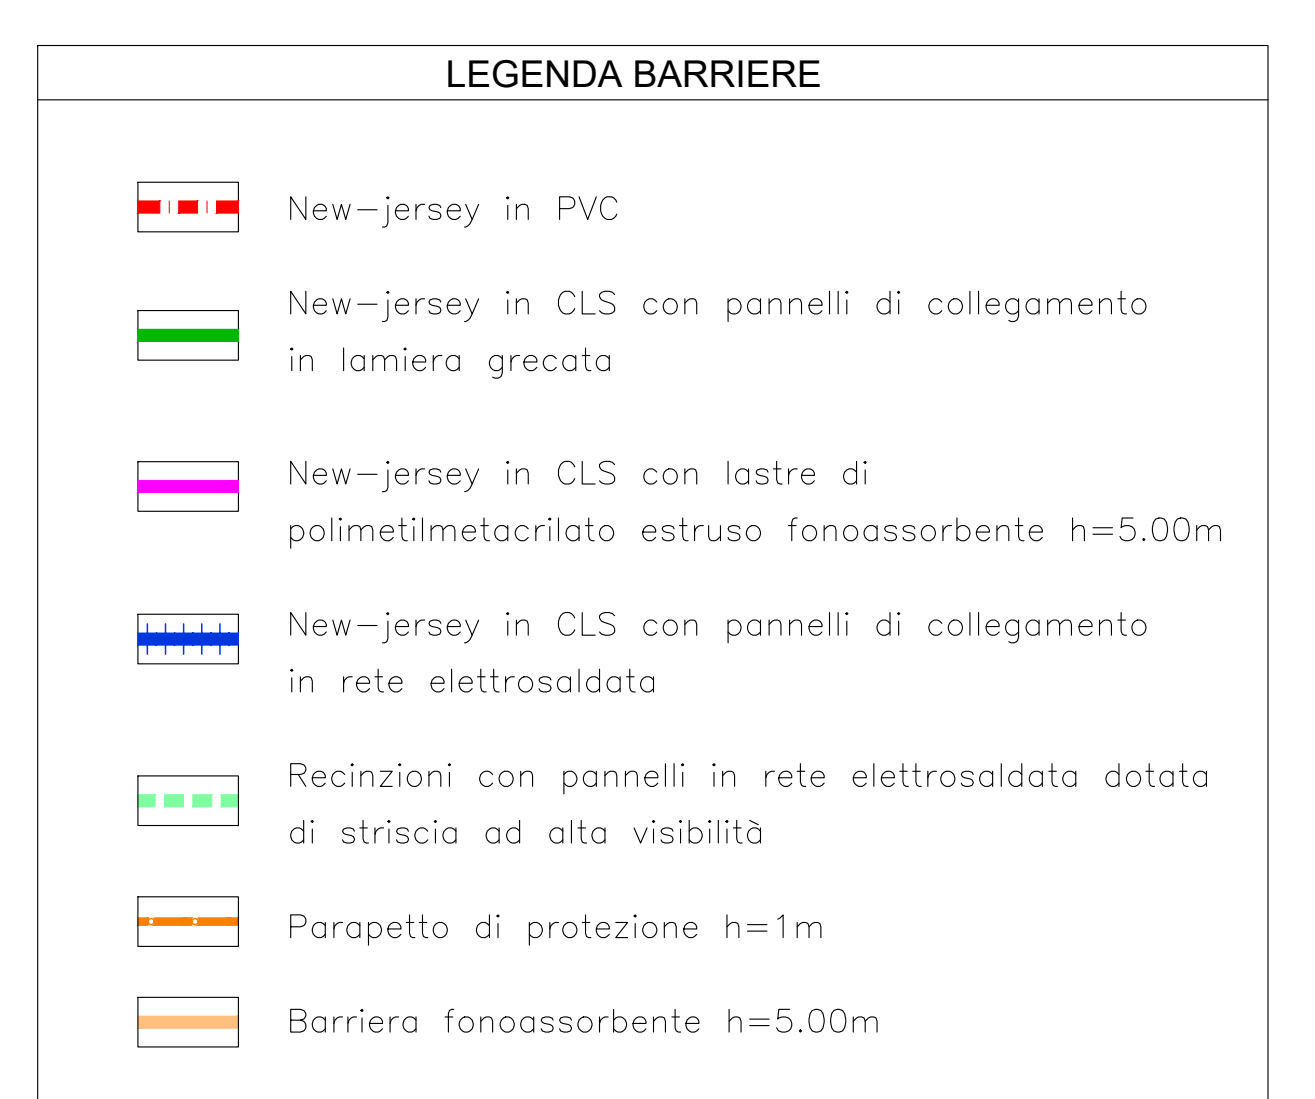 LEGENDA BARRIERE
New-jersey in PVC
New-jersey in CLS con pannelli di collegamento
in lamiera grecata
New-jersey in CLS con lastre di
polimetilmetacrilato estruso fonoassorbente h=5.00m
New-jersey in CLS con pannelli di collegamento
in rete elettrosaldata
Recinzioni con pannelli in rete elettrosaldata dotata
di striscia ad alta visibilità
Parapetto di protezione h=1m
Barriera fonoassorbente h=5.00m